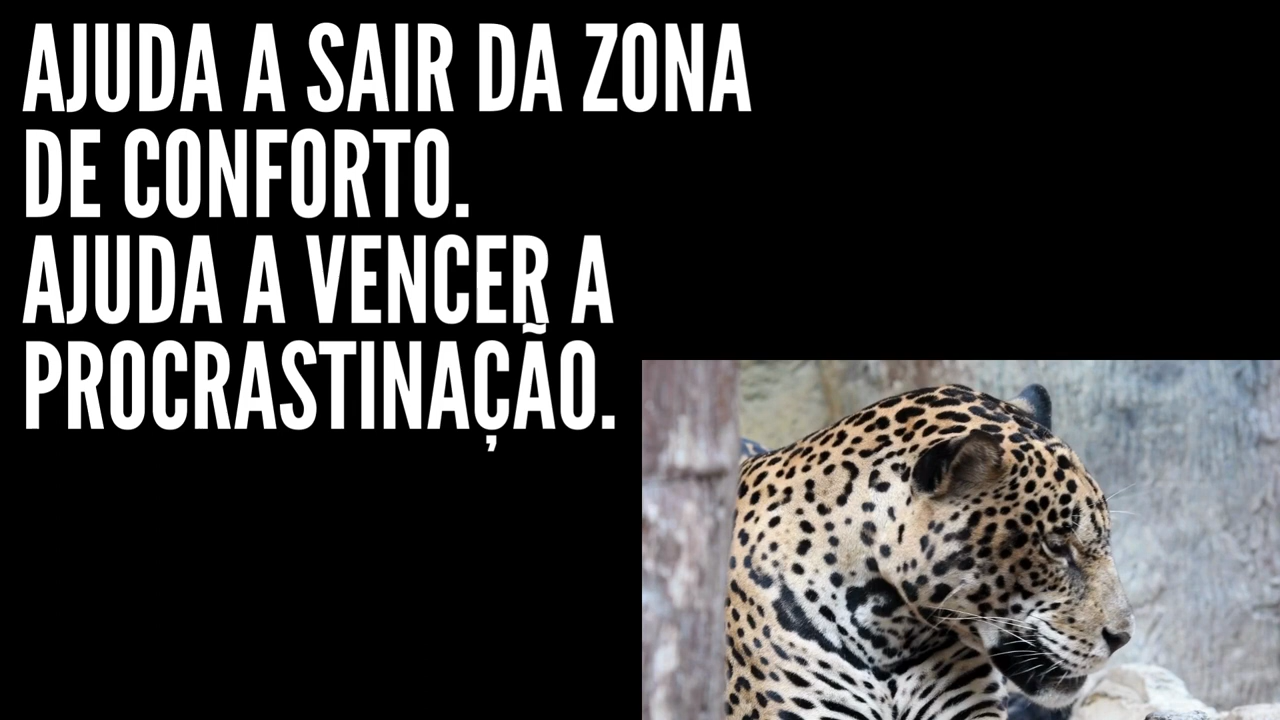 AJUDA A SAIR DA ZONA
DE CONFORTO.
AJUDA A VENCER A
PROCRASTINAÇÃO.